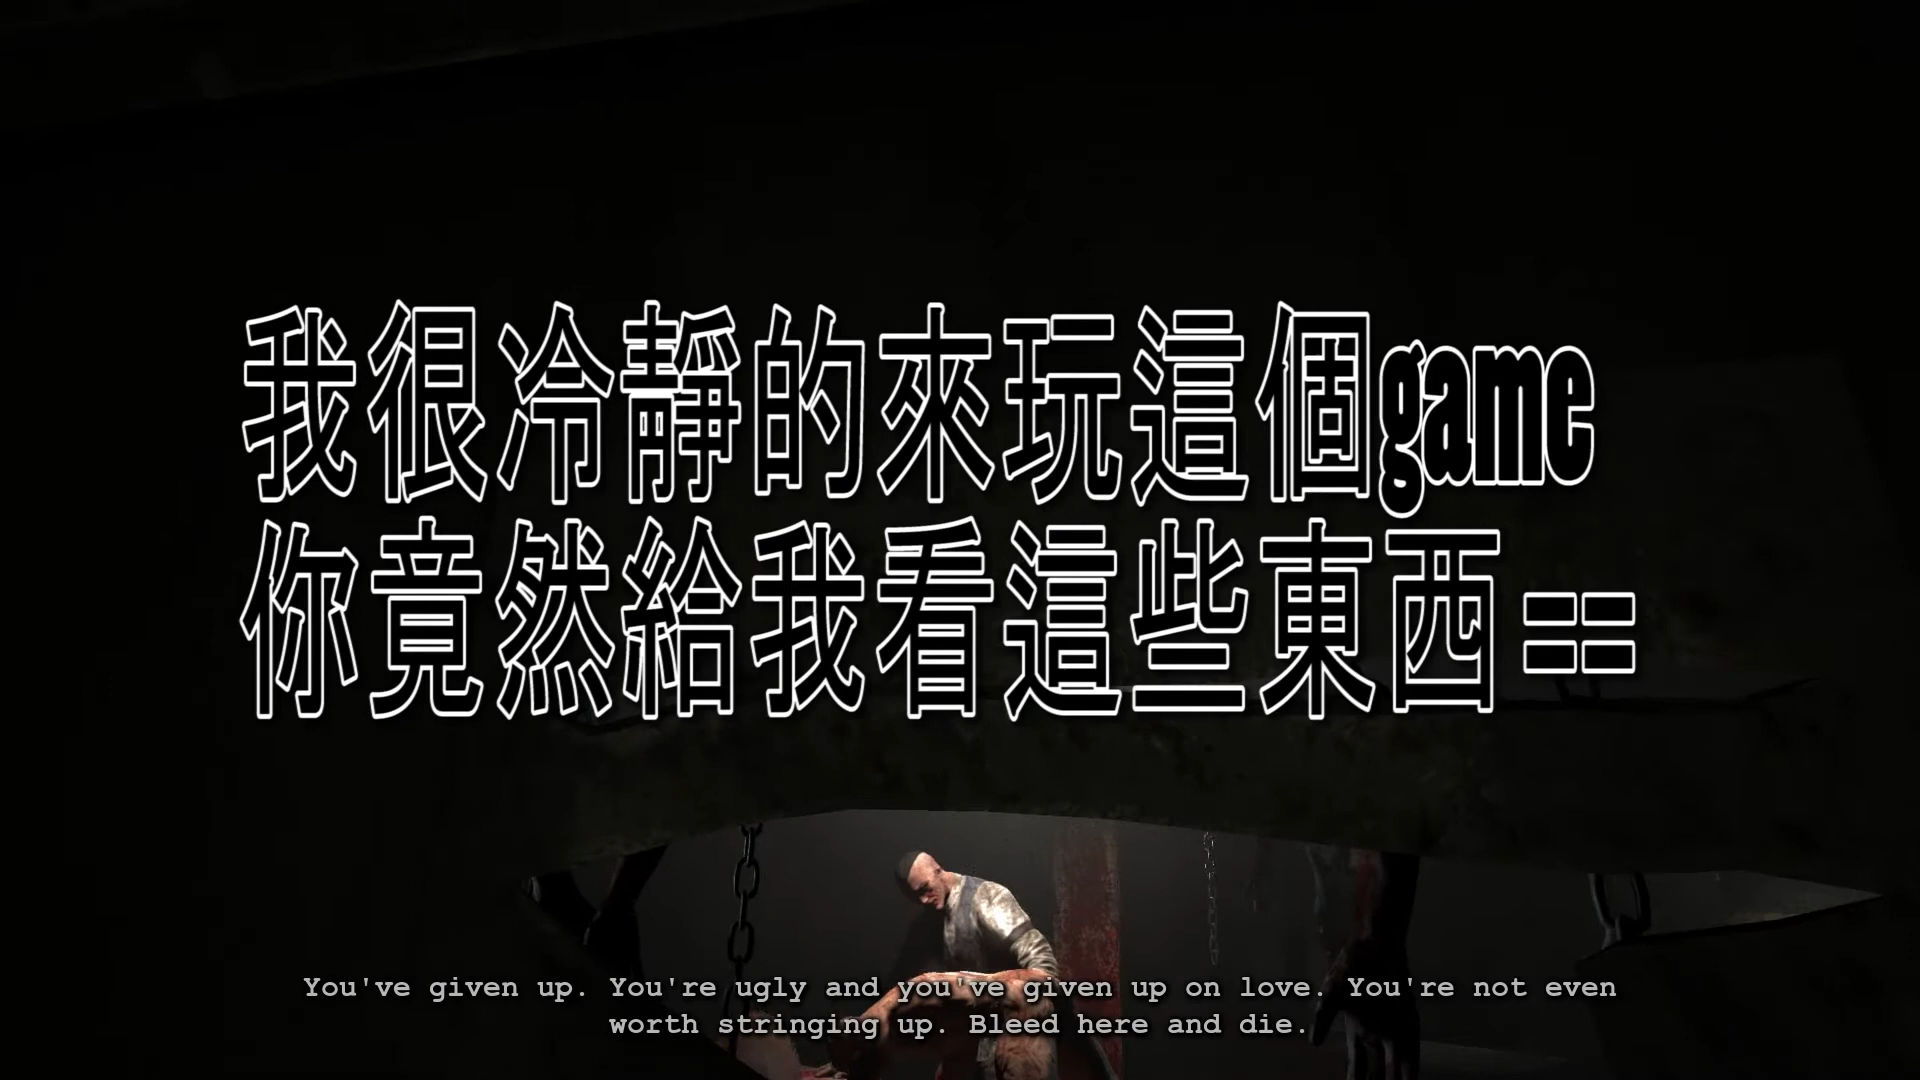 我很冷靜的來玩這個game
你竟然給我看這些東西==
You've given up. You're ugly and you've given up on love. You're not even
worth stringing up. Bleed here and die.